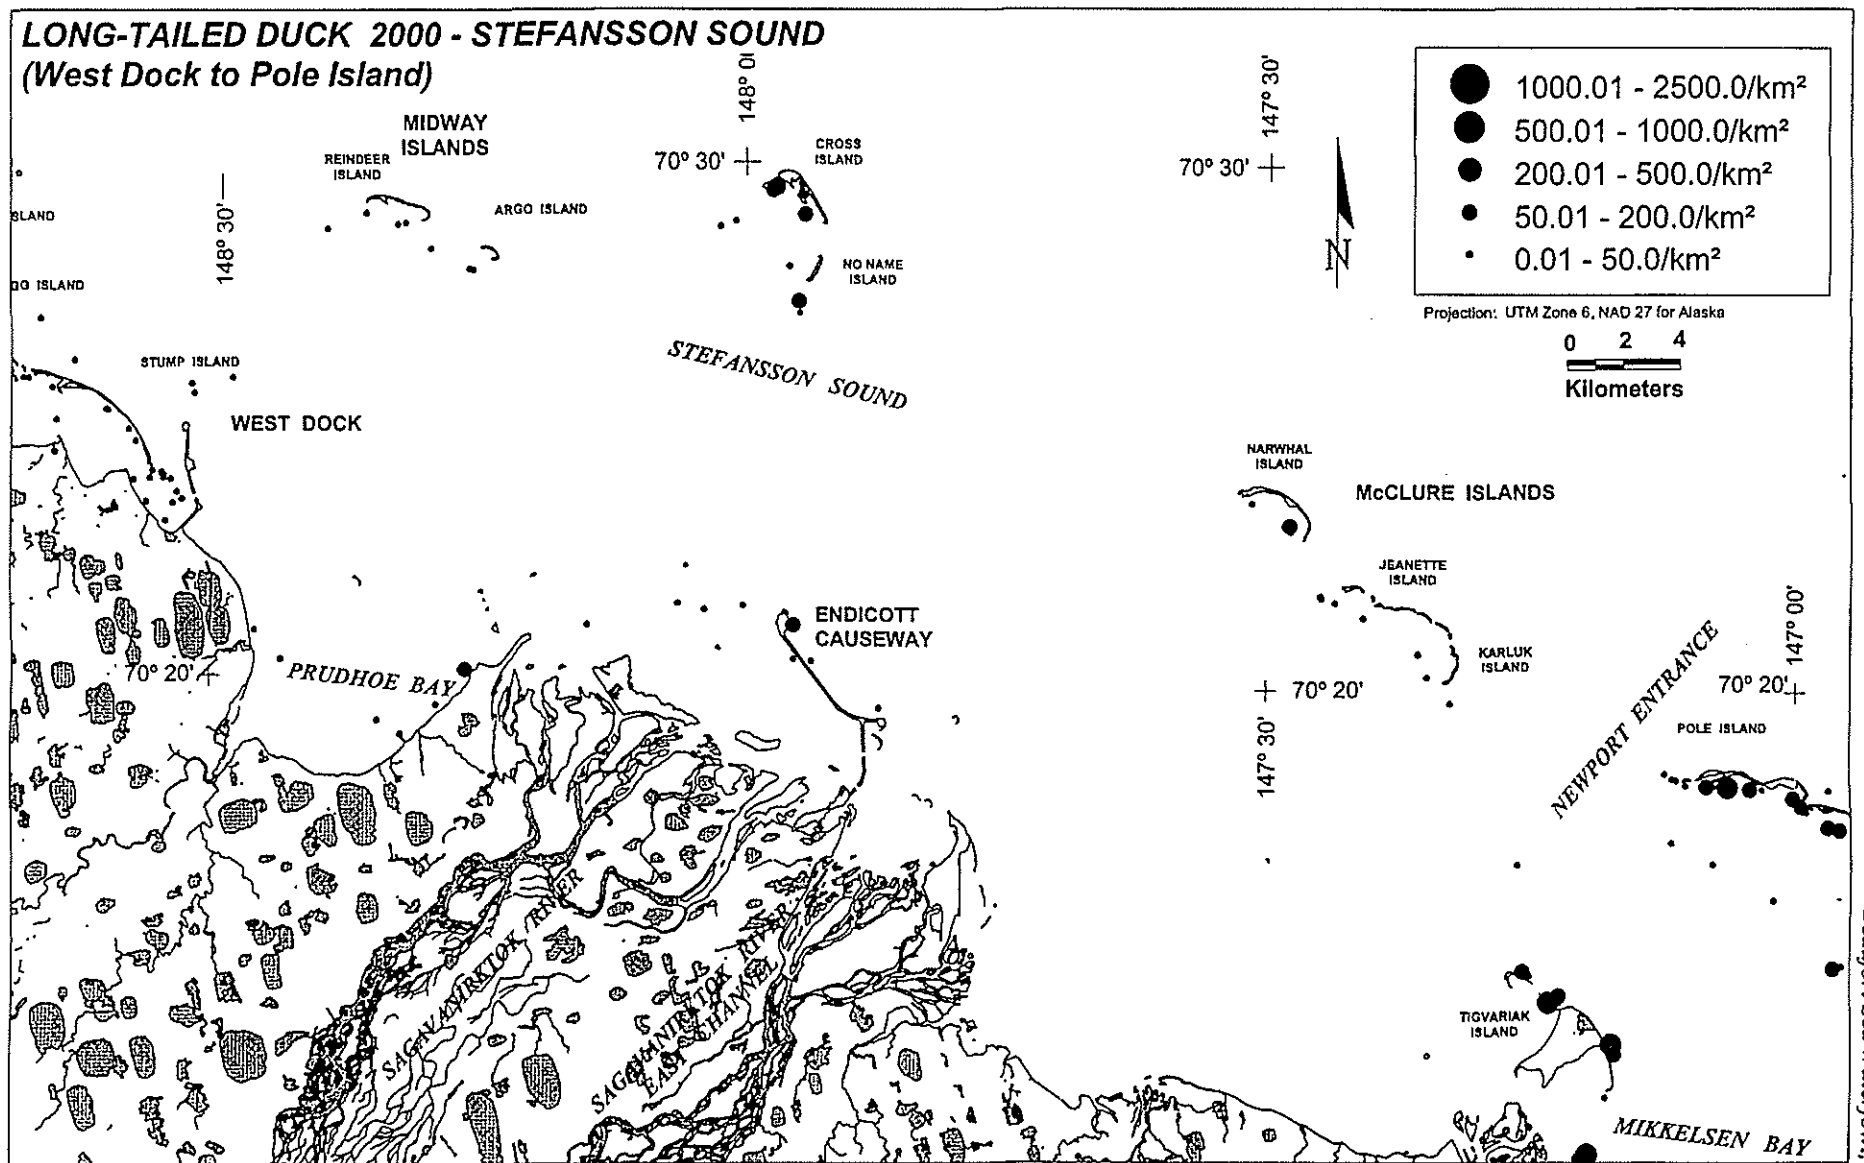 LONG-TAILED DUCK 2000 - STEFANSSON SOUND
(West Dock to Pole Island)
1000.01 - 2500.0/km²
500.01 - 1000.0/km²
200.01 - 500.0/km²
50.01 - 200.0/km²
0.01 - 50.0/km²
Projection: UTM Zone 6, NAD 27 for Alaska
0 2 4
Kilometers
N
148° 30'
148° 0
147° 30'
70° 30'
70° 30'
MIDWAY
ISLANDS
REINDEER
ISLAND
ARGO ISLAND
CROSS
ISLAND
NO NAME
ISLAND
SLAND
GO ISLAND
STEFANSSON SOUND
STUMP ISLAND
WEST DOCK
NARWHAL
ISLAND
McCLURE ISLANDS
JEANETTE
ISLAND
KARLUK
ISLAND
ENDICOTT
CAUSEWAY
PRUDHOE BAY
70° 20'
70° 20'
147° 30'
NEWPORT ENTRANCE
147° 00'
70° 20'
POLE ISLAND
SAGAVANIRKTOK RIVER
SAGAVANIRKTOK RIVER
EAST CHANNEL
TIGVARIAK
ISLAND
MIKKELSEN BAY